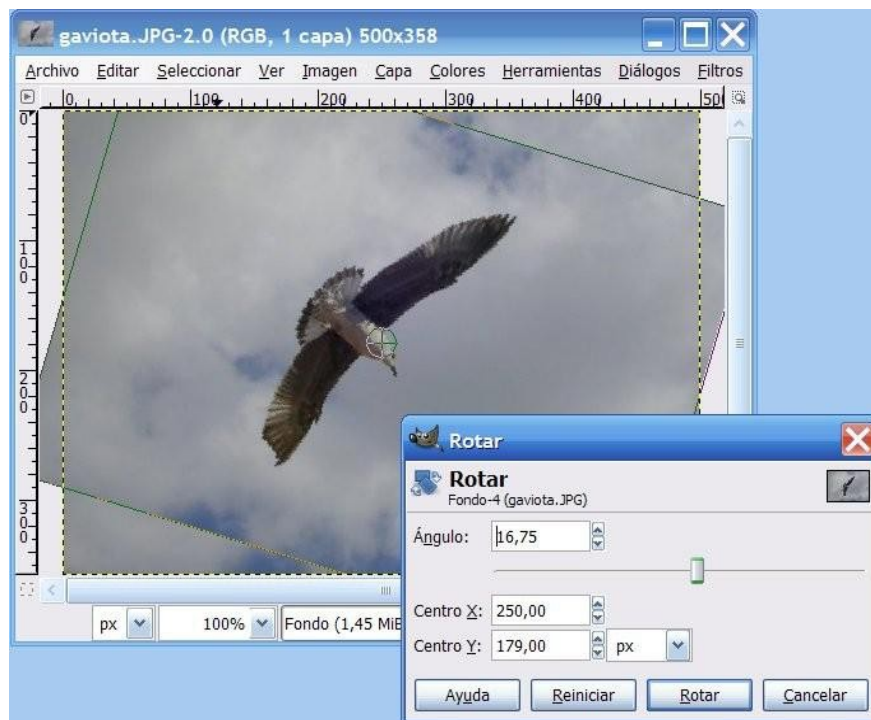 gaviota.JPG-2.0 (RGB, 1 capa) 500x358
Archivo Editar Seleccionar Ver Imagen Capa Colores Herramientas Diálogos Filtros
0 100 200 300 400 500
0
100
200
300
px 100% Fondo (1,45 MiB
Rotar
Rotar
Fondo-4 (gaviota.JPG)
Ángulo: 16,75
Centro X: 250,00
Centro Y: 179,00 px
Ayuda Reiniciar Rotar Cancelar